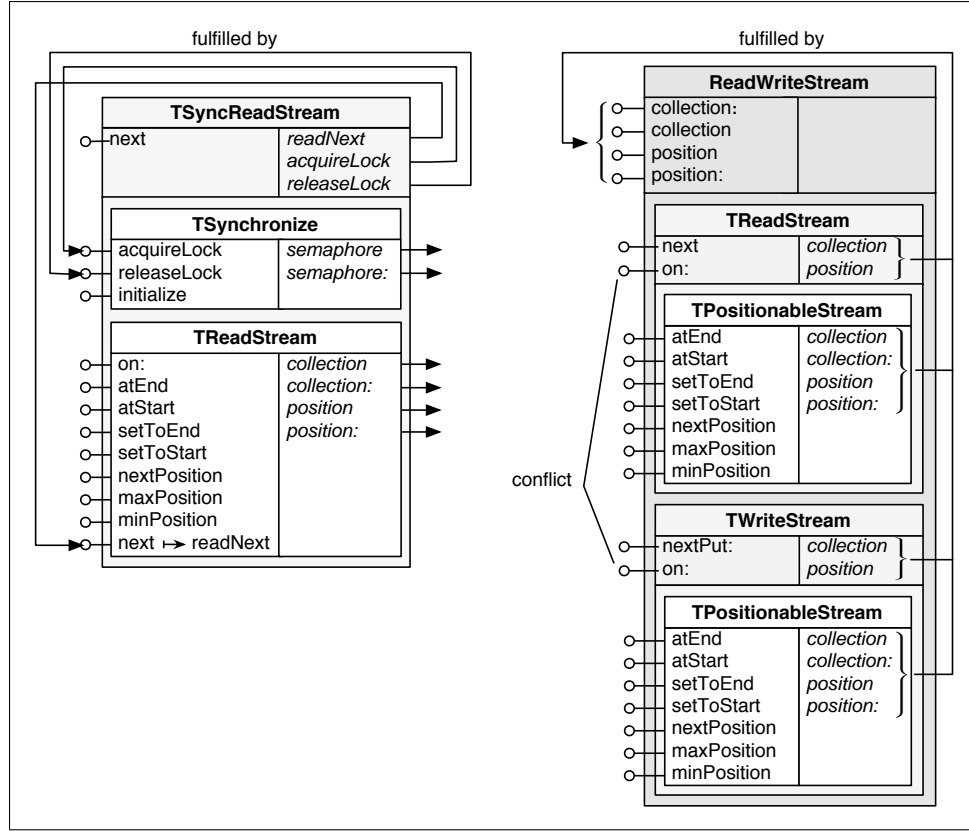 fulfilled by
TSyncReadStream
next readNext
acquireLock
releaseLock
TSynchronize
acquireLock semaphore
releaseLock semaphore:
initialize
TReadStream
on: collection
atEnd collection:
atStart position
setToEnd position:
setToStart
nextPosition
maxPosition
minPosition
next ↦ readNext
fulfilled by
ReadWriteStream
collection:
collection
position
position:
TReadStream
next collection
on: position
TPositionableStream
atEnd collection
atStart collection:
setToEnd position
setToStart position:
nextPosition
maxPosition
minPosition
conflict
TWriteStream
nextPut: collection
on: position
TPositionableStream
atEnd collection
atStart collection:
setToEnd position
setToStart position:
nextPosition
maxPosition
minPosition